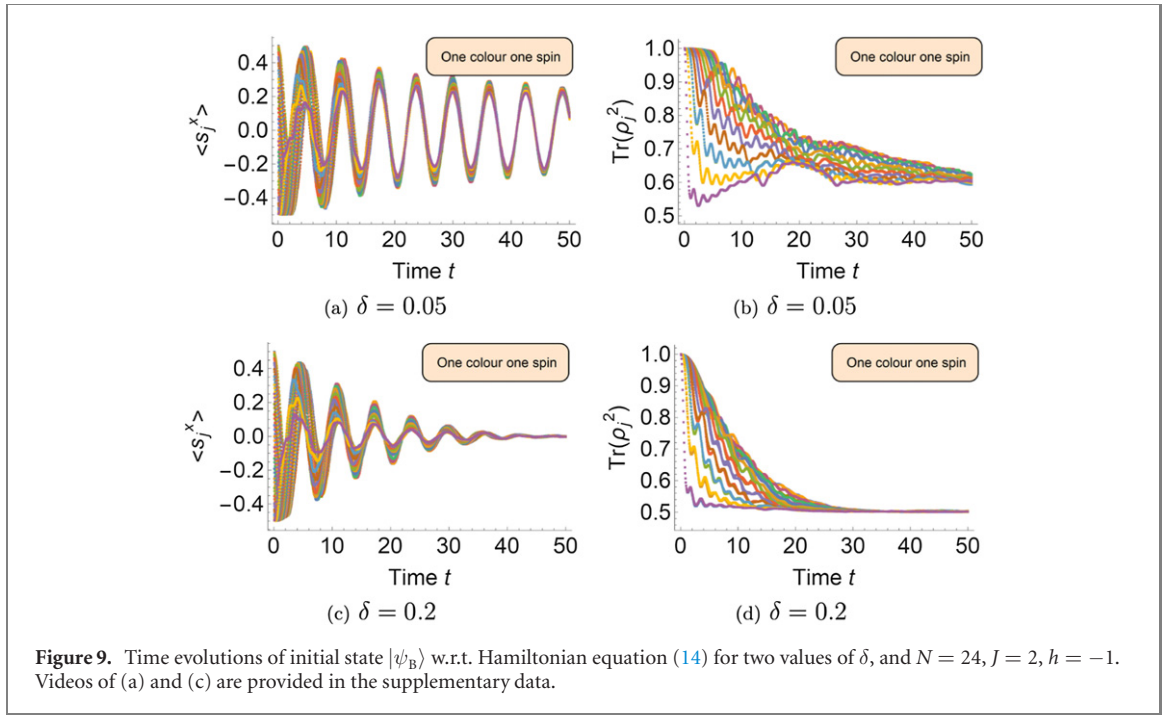 One colour one spin
0.4
0.2
0.0
−0.2
−0.4
<s_j^x>
0 10 20 30 40 50
Time t
(a) δ = 0.05
One colour one spin
1.0
0.9
0.8
0.7
0.6
0.5
Tr(ρ_j^2)
0 10 20 30 40 50
Time t
(b) δ = 0.05
One colour one spin
0.4
0.2
0.0
−0.2
−0.4
<s_j^x>
0 10 20 30 40 50
Time t
(c) δ = 0.2
One colour one spin
1.0
0.9
0.8
0.7
0.6
0.5
Tr(ρ_j^2)
0 10 20 30 40 50
Time t
(d) δ = 0.2
Figure 9. Time evolutions of initial state |ψ_B⟩ w.r.t. Hamiltonian equation (14) for two values of δ, and N = 24, J = 2, h = −1.
Videos of (a) and (c) are provided in the supplementary data.